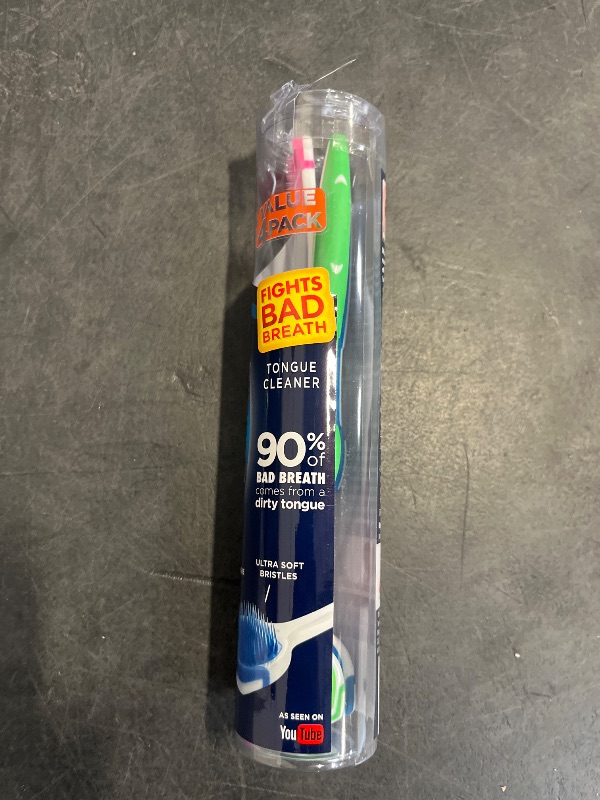 VALUE
4PACK
FIGHTS
BAD
BREATH
TONGUE
CLEANER
90%
of
BAD BREATH
comes from a
dirty tongue
ULTRA SOFT
BRISTLES
AS SEEN ON
YouTube